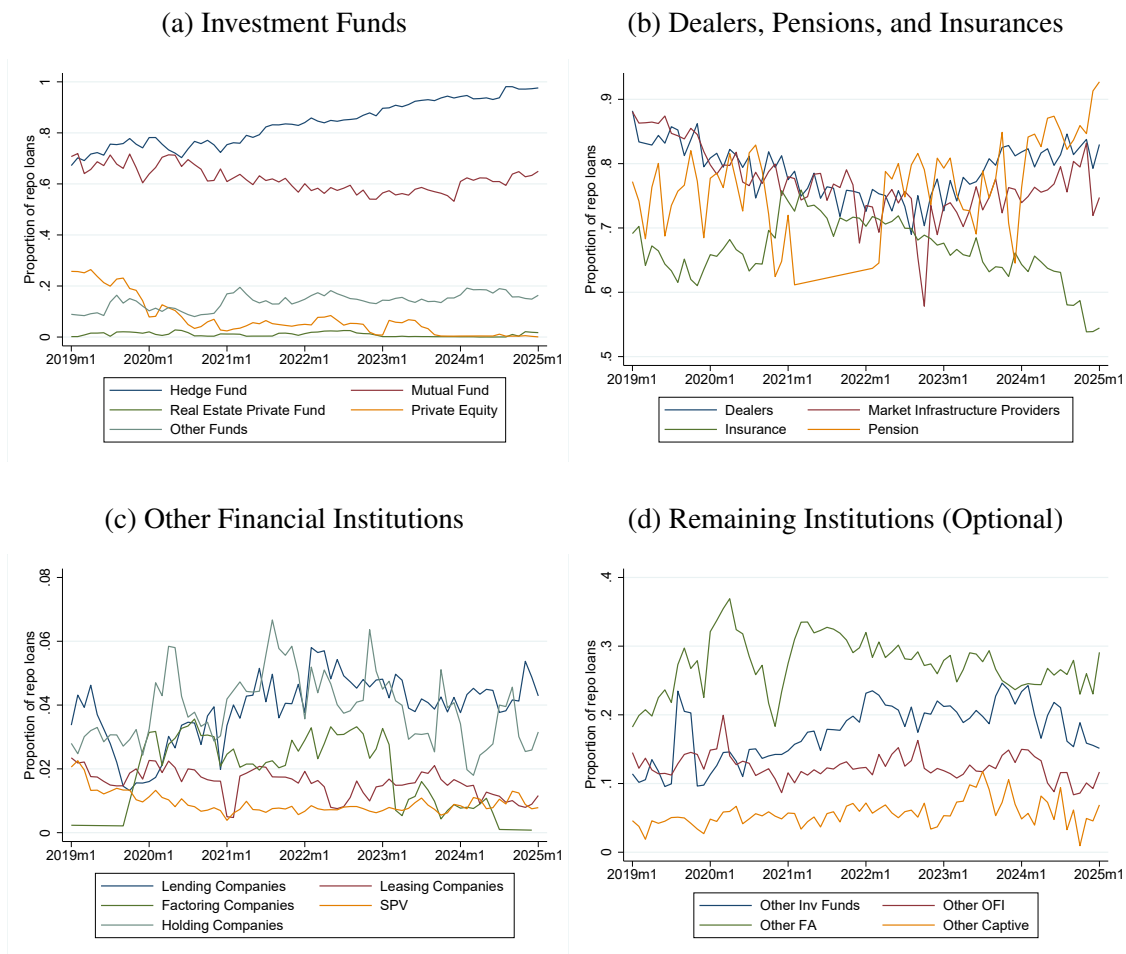 (a) Investment Funds
Proportion of repo loans
1
.8
.6
.4
.2
0
2019m1 2020m1 2021m1 2022m1 2023m1 2024m1 2025m1
Hedge Fund Mutual Fund
Real Estate Private Fund Private Equity
Other Funds
(b) Dealers, Pensions, and Insurances
Proportion of repo loans
.9
.8
.7
.6
.5
2019m1 2020m1 2021m1 2022m1 2023m1 2024m1 2025m1
Dealers Market Infrastructure Providers
Insurance Pension
(c) Other Financial Institutions
Proportion of repo loans
.08
.06
.04
.02
0
2019m1 2020m1 2021m1 2022m1 2023m1 2024m1 2025m1
Lending Companies Leasing Companies
Factoring Companies SPV
Holding Companies
(d) Remaining Institutions (Optional)
Proportion of repo loans
.4
.3
.2
.1
0
2019m1 2020m1 2021m1 2022m1 2023m1 2024m1 2025m1
Other Inv Funds Other OFI
Other FA Other Captive